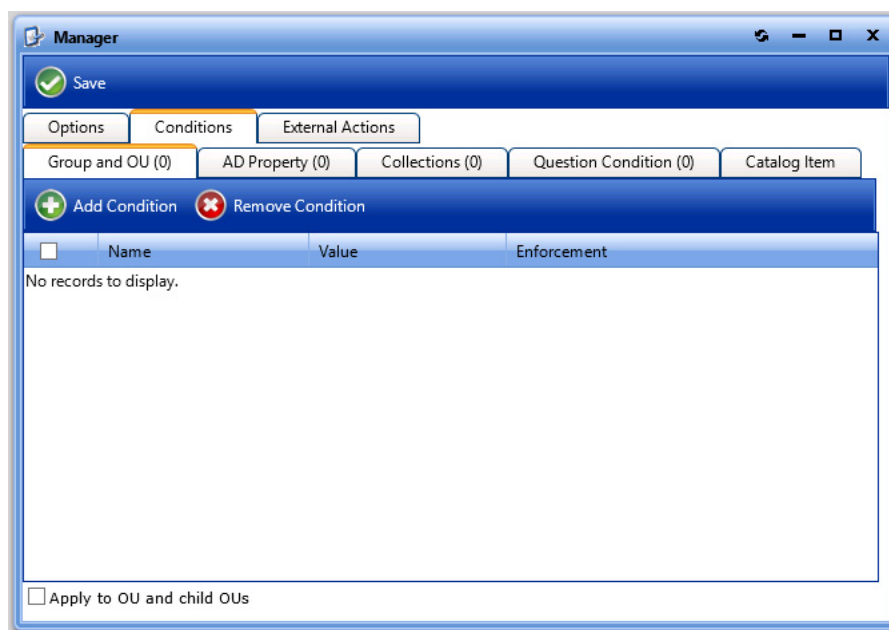 Manager
Save
Options Conditions External Actions
Group and OU (0) AD Property (0) Collections (0) Question Condition (0) Catalog Item
Add Condition Remove Condition
Name Value Enforcement
No records to display.
Apply to OU and child OUs